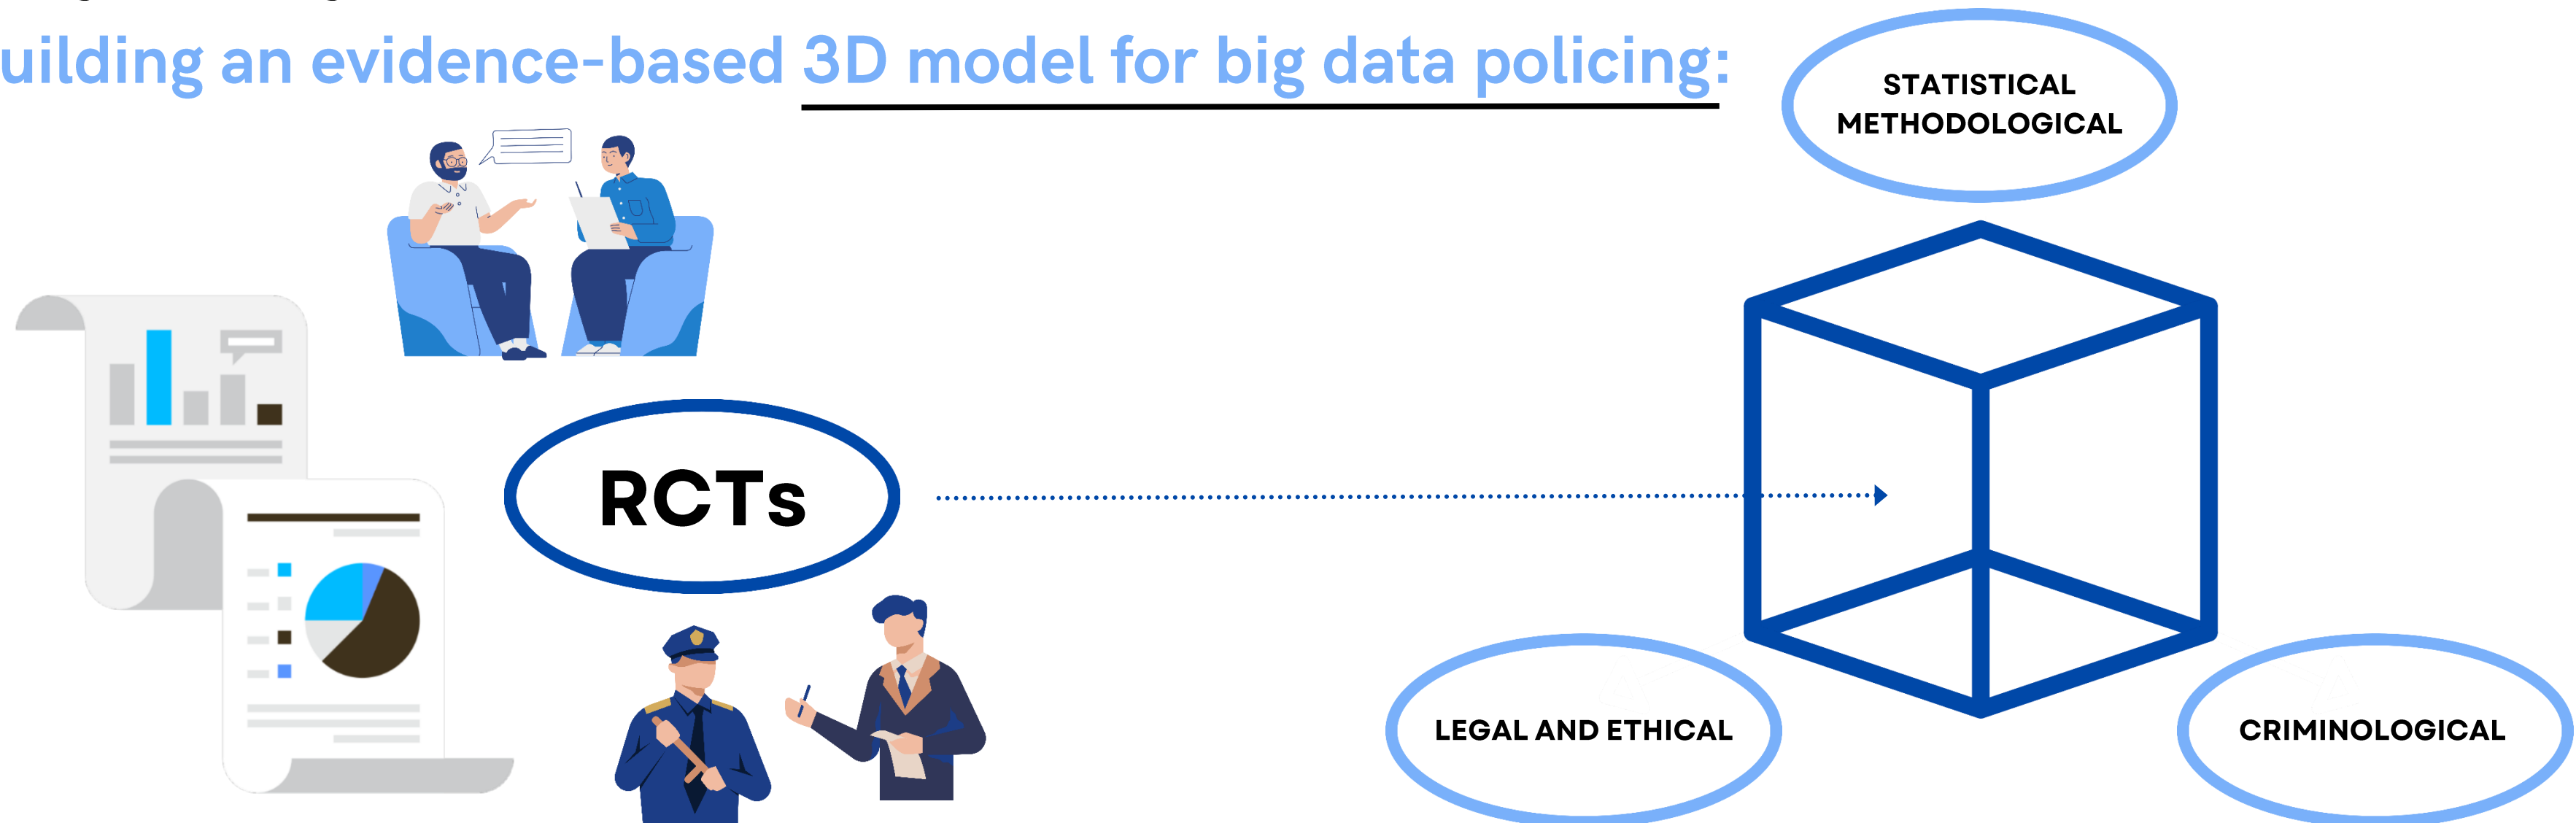 uilding an evidence-based 3D model for big data policing:
STATISTICAL
METHODOLOGICAL
RCTs
LEGAL AND ETHICAL
CRIMINOLOGICAL